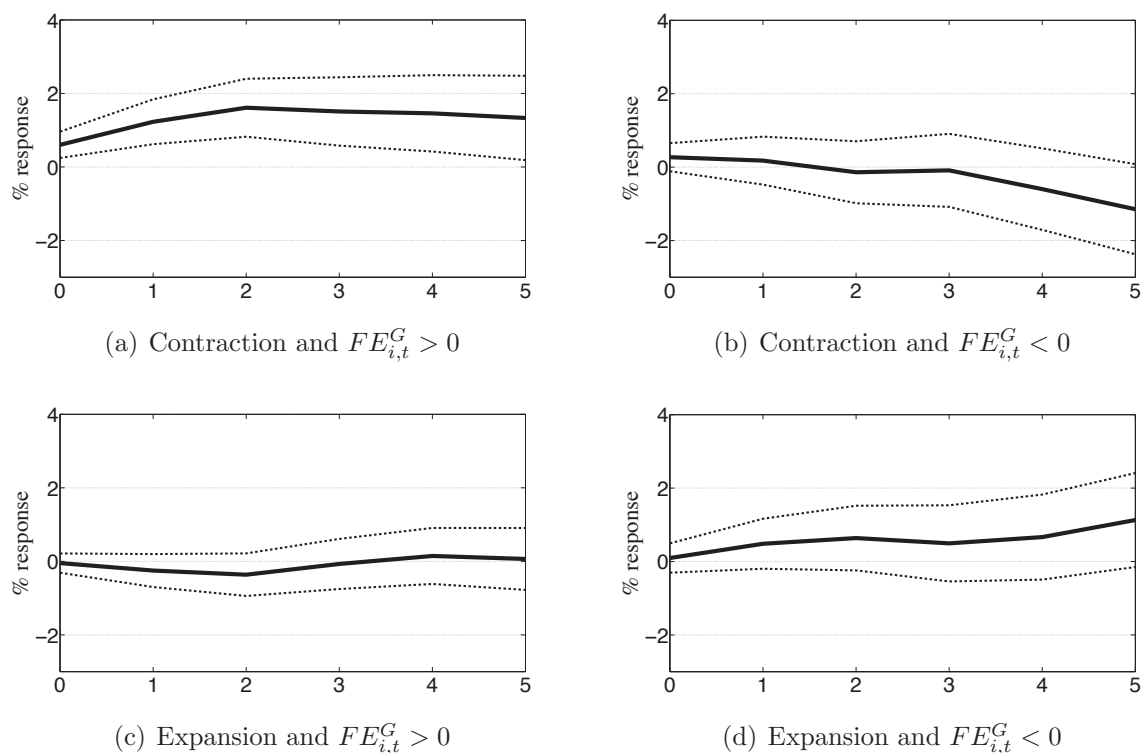 4
2
0
−2
% response
0 1 2 3 4 5
(a) Contraction and $FE^G_{i,t} > 0$
4
2
0
−2
% response
0 1 2 3 4 5
(b) Contraction and $FE^G_{i,t} < 0$
4
2
0
−2
% response
0 1 2 3 4 5
(c) Expansion and $FE^G_{i,t} > 0$
4
2
0
−2
% response
0 1 2 3 4 5
(d) Expansion and $FE^G_{i,t} < 0$